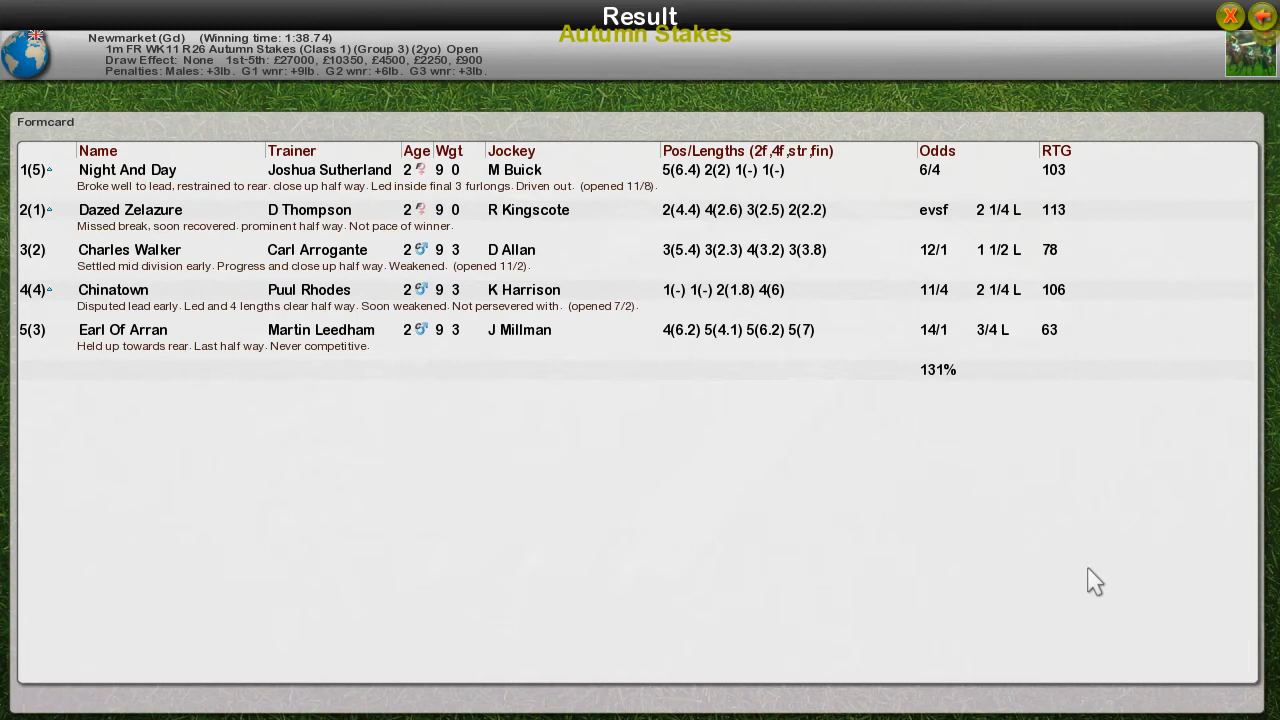 Result
Autumn Stakes
Newmarket (Gd) (Winning time: 1:38.74)
1m FR WK11 R26 Autumn Stakes (Class 1) (Group 3) (2yo) Open
Draw Effect: None 1st-5th: £27000, £10350, £4500, £2250, £900
Penalties: Males: +3lb. G1 wnr: +9lb. G2 wnr: +6lb. G3 wnr: +3lb.
Formcard
Name Trainer Age Wgt Jockey Pos/Lengths (2f,4f,str,fin) Odds RTG
1(5) Night And Day Joshua Sutherland 2 9 0 M Buick 5(6.4) 2(2) 1(-) 1(-) 6/4 103
Broke well to lead, restrained to rear. close up half way. Led inside final 3 furlongs. Driven out. (opened 11/8).
2(1) Dazed Zelazure D Thompson 2 9 0 R Kingscote 2(4.4) 4(2.6) 3(2.5) 2(2.2) evsf 2 1/4 L 113
Missed break, soon recovered. prominent half way. Not pace of winner.
3(2) Charles Walker Carl Arrogante 2 9 3 D Allan 3(5.4) 3(2.3) 4(3.2) 3(3.8) 12/1 1 1/2 L 78
Settled mid division early. Progress and close up half way. Weakened. (opened 11/2).
4(4) Chinatown Puul Rhodes 2 9 3 K Harrison 1(-) 1(-) 2(1.8) 4(6) 11/4 2 1/4 L 106
Disputed lead early. Led and 4 lengths clear half way. Soon weakened. Not persevered with. (opened 7/2).
5(3) Earl Of Arran Martin Leedham 2 9 3 J Millman 4(6.2) 5(4.1) 5(6.2) 5(7) 14/1 3/4 L 63
Held up towards rear. Last half way. Never competitive.
131%